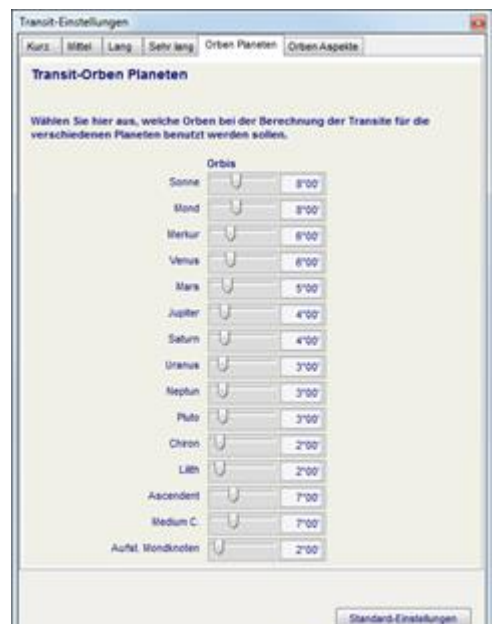 Transit-Einstellungen
Kurz Mittel Lang Sehr lang Orben Planeten Orben Aspekte
Transit-Orben Planeten
Wählen Sie hier aus, welche Orben bei der Berechnung der Transite für die
verschiedenen Planeten benutzt werden sollen.
Orbis
Sonne 8°00'
Mond 8°00'
Merkur 6°00'
Venus 6°00'
Mars 5°00'
Jupiter 4°00'
Saturn 4°00'
Uranus 3°00'
Neptun 3°00'
Pluto 3°00'
Chiron 2°00'
Lilith 2°00'
Ascendent 7°00'
Medium C. 7°00'
Aufst. Mondknoten 2°00'
Standard-Einstellungen